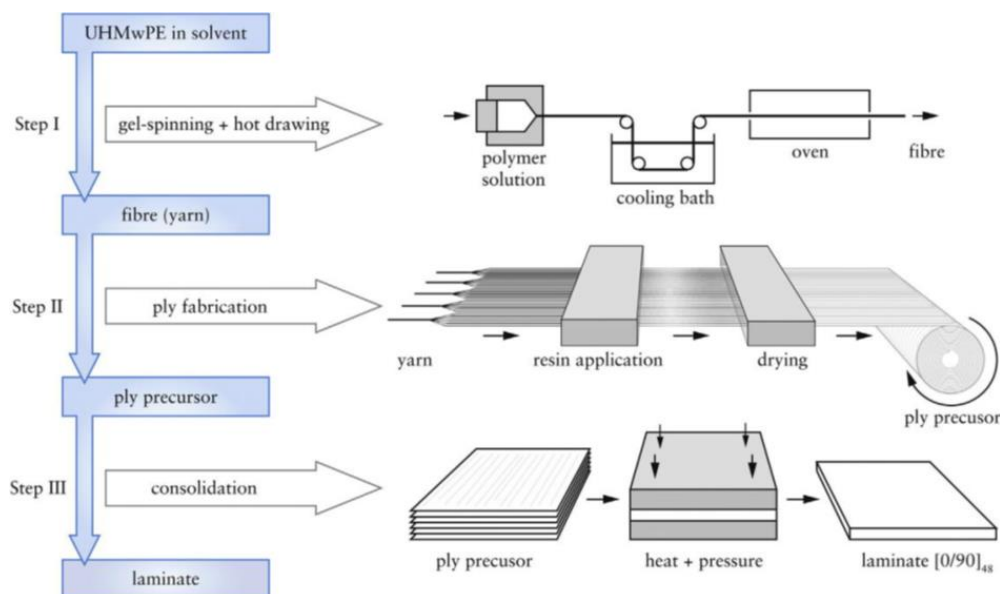 UHMwPE in solvent
Step I
gel-spinning + hot drawing
polymer
solution
cooling bath
oven
fibre
fibre (yarn)
Step II
ply fabrication
yarn
resin application
drying
ply precusor
ply precursor
Step III
consolidation
ply precusor
heat + pressure
laminate [0/90]₄₈
laminate